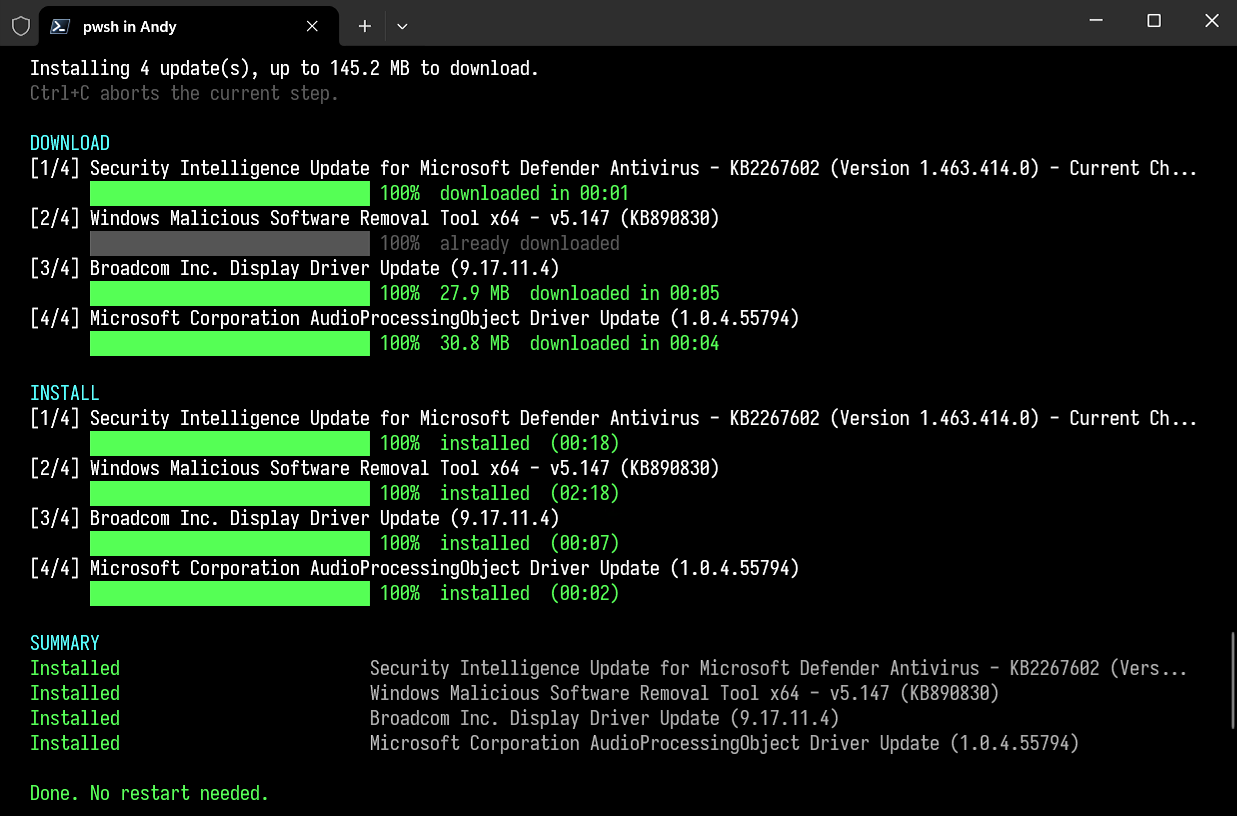 pwsh in Andy
Installing 4 update(s), up to 145.2 MB to download.
Ctrl+C aborts the current step.
DOWNLOAD
[1/4] Security Intelligence Update for Microsoft Defender Antivirus - KB2267602 (Version 1.463.414.0) - Current Ch...
100% downloaded in 00:01
[2/4] Windows Malicious Software Removal Tool x64 - v5.147 (KB890830)
100% already downloaded
[3/4] Broadcom Inc. Display Driver Update (9.17.11.4)
100% 27.9 MB downloaded in 00:05
[4/4] Microsoft Corporation AudioProcessingObject Driver Update (1.0.4.55794)
100% 30.8 MB downloaded in 00:04
INSTALL
[1/4] Security Intelligence Update for Microsoft Defender Antivirus - KB2267602 (Version 1.463.414.0) - Current Ch...
100% installed (00:18)
[2/4] Windows Malicious Software Removal Tool x64 - v5.147 (KB890830)
100% installed (02:18)
[3/4] Broadcom Inc. Display Driver Update (9.17.11.4)
100% installed (00:07)
[4/4] Microsoft Corporation AudioProcessingObject Driver Update (1.0.4.55794)
100% installed (00:02)
SUMMARY
Installed Security Intelligence Update for Microsoft Defender Antivirus - KB2267602 (Vers...
Installed Windows Malicious Software Removal Tool x64 - v5.147 (KB890830)
Installed Broadcom Inc. Display Driver Update (9.17.11.4)
Installed Microsoft Corporation AudioProcessingObject Driver Update (1.0.4.55794)
Done. No restart needed.